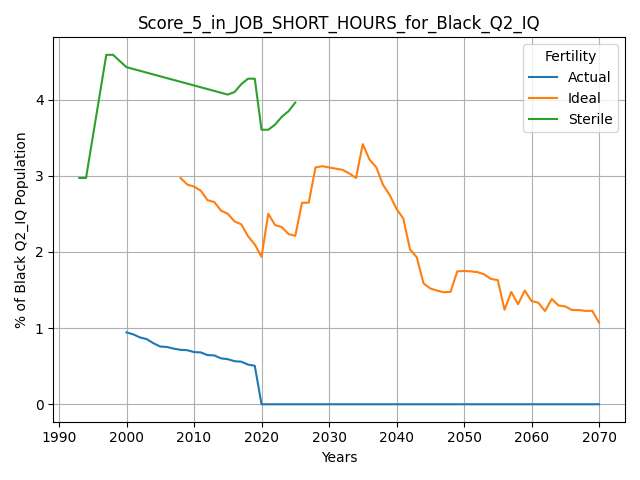 Score_5_in_JOB_SHORT_HOURS_for_Black_Q2_IQ
Fertility
Actual
Ideal
Sterile
% of Black Q2_IQ Population
4
3
2
1
0
1990 2000 2010 2020 2030 2040 2050 2060 2070
Years